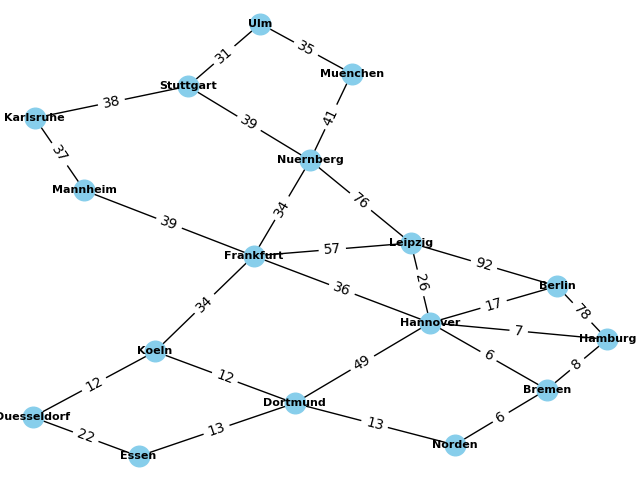 Ulm
35
31
Muenchen
Stuttgart
38
41
Karlsruhe
39
37
Nuernberg
Mannheim
76
34
39
Leipzig
57
Frankfurt
92
26
Berlin
36
17
34
78
Hannover
7
Hamburg
Koeln
6
49
8
12
12
Bremen
Dortmund
Duesseldorf
6
13
13
22
Norden
Essen